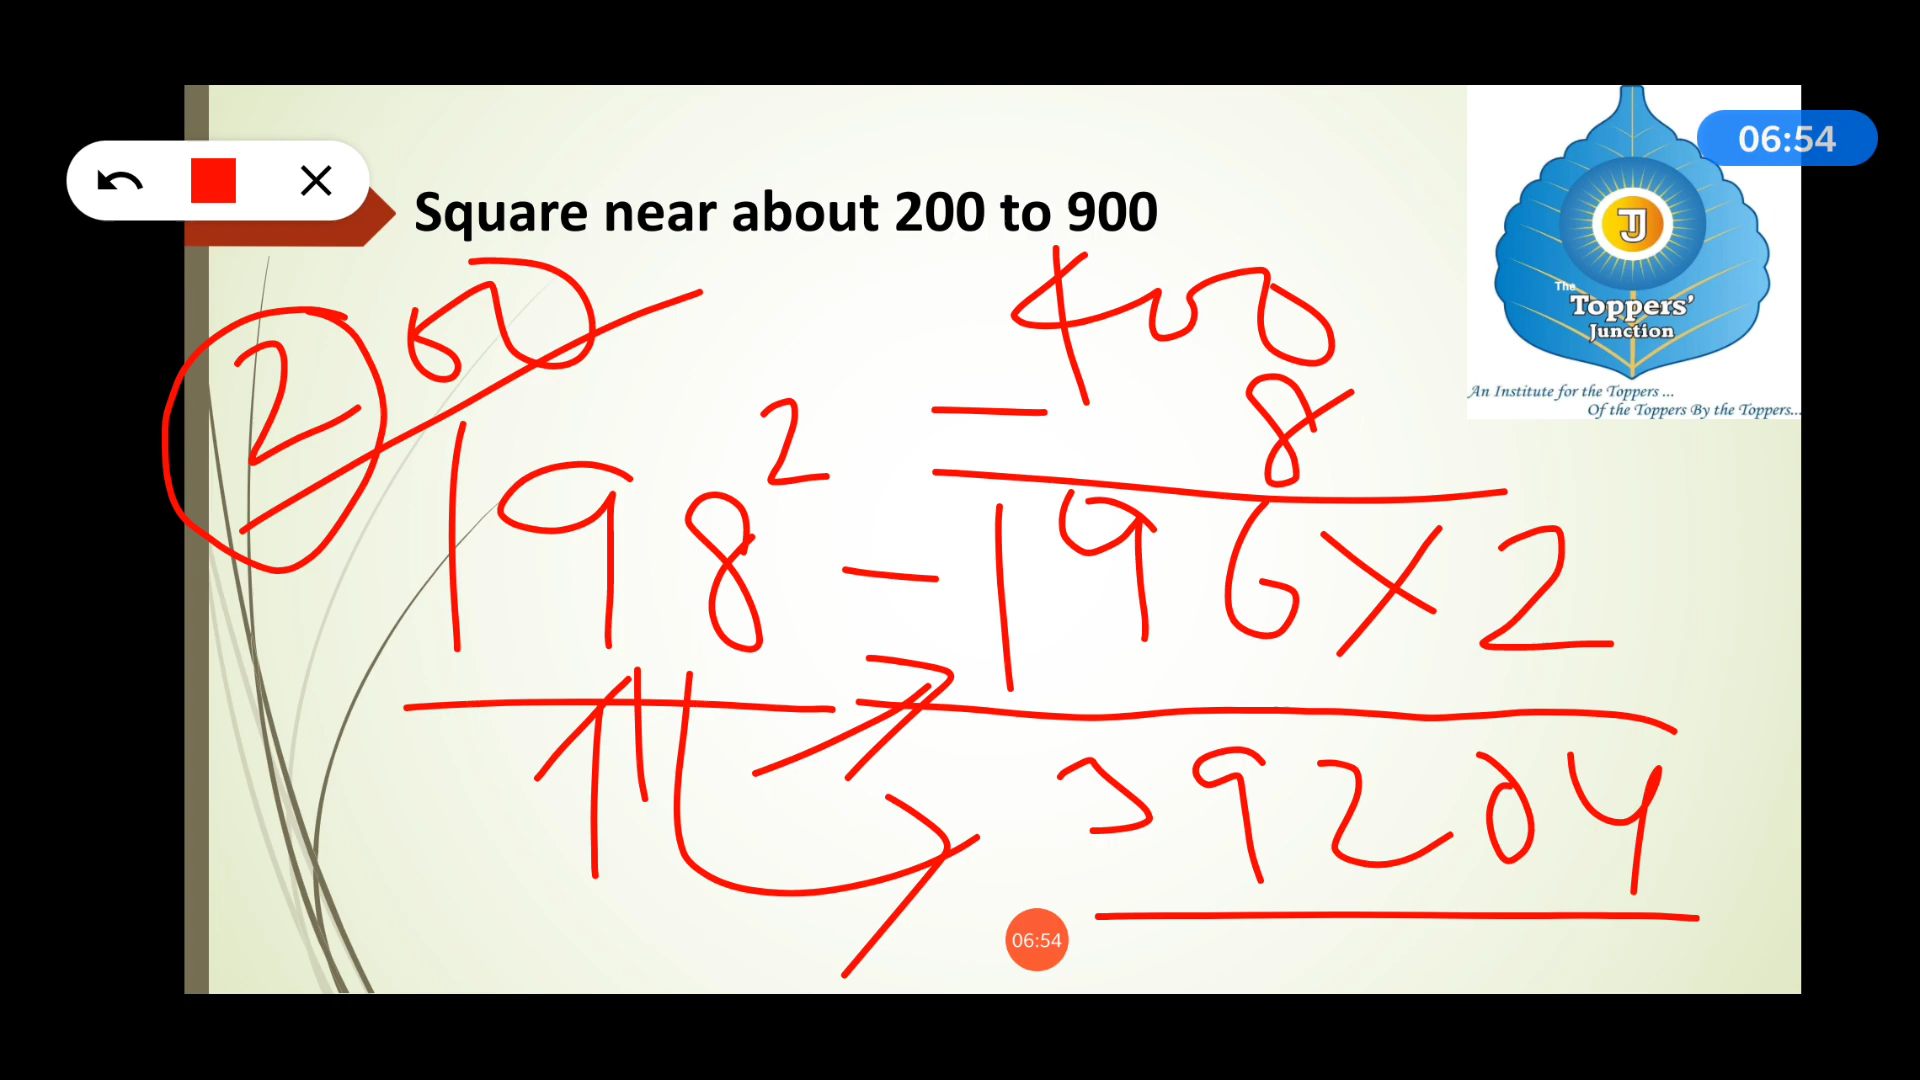 06:54
Square near about 200 to 900
J
The
Toppers'
Junction
An Institute for the Toppers ...
Of the Toppers By the Toppers...
200 400
2 8
198² = 196×2
39204
06:54